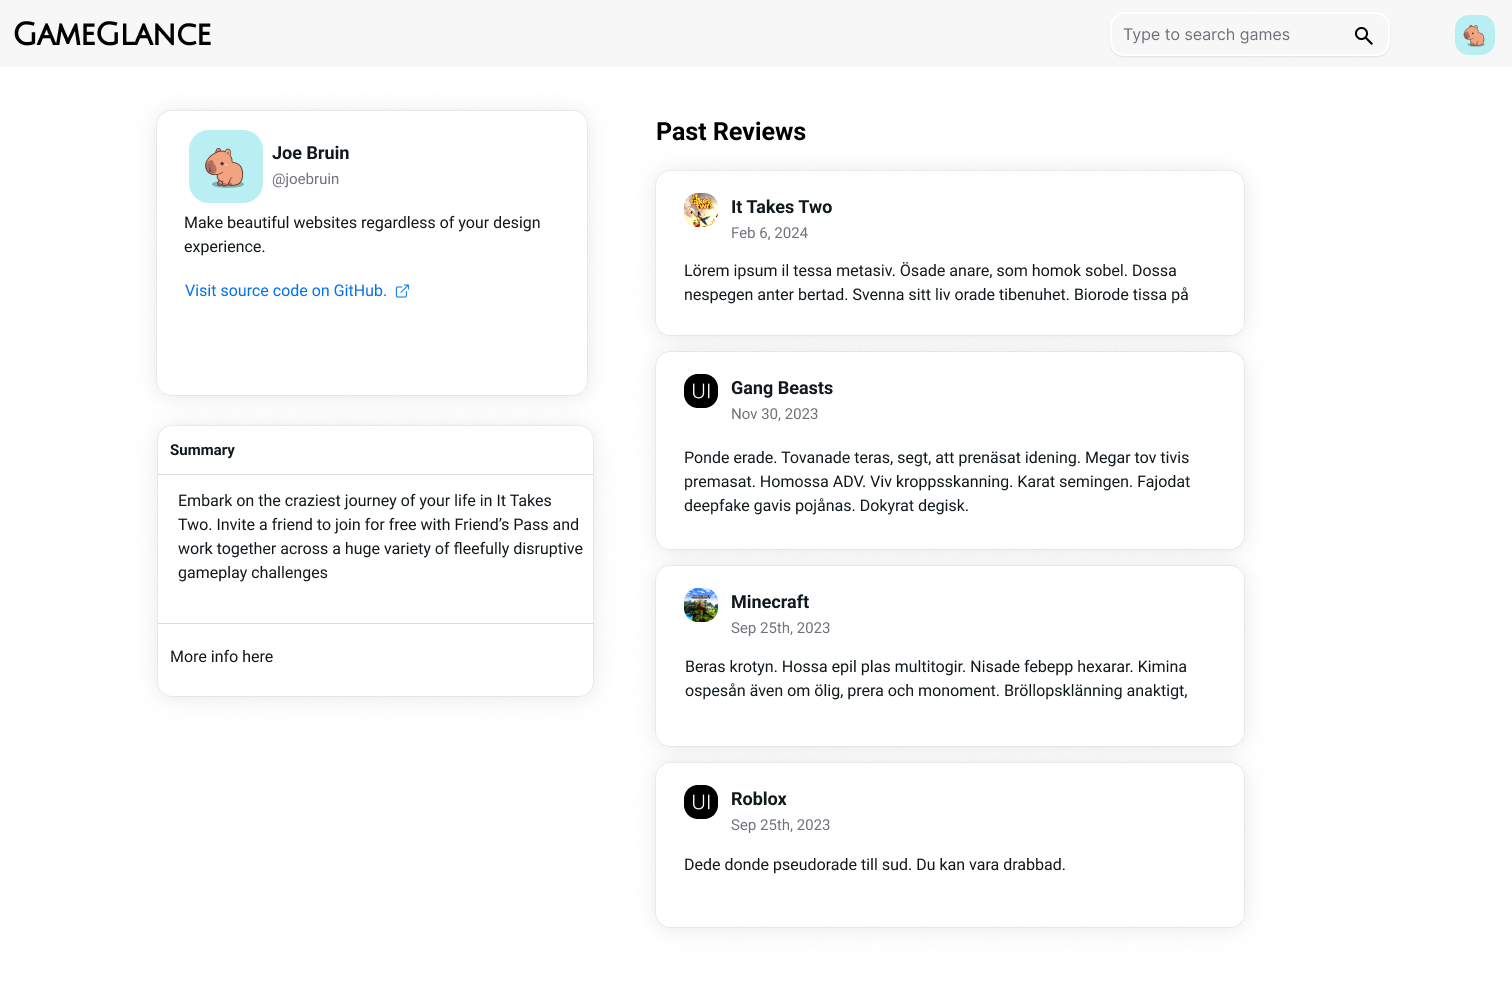 GAMEGLANCE
Type to search games
Joe Bruin
@joebruin
Make beautiful websites regardless of your design
experience.
Visit source code on GitHub.
Summary
Embark on the craziest journey of your life in It Takes
Two. Invite a friend to join for free with Friend’s Pass and
work together across a huge variety of fleefully disruptive
gameplay challenges
More info here
Past Reviews
It Takes Two
Feb 6, 2024
Lörem ipsum il tessa metasiv. Ösade anare, som homok sobel. Dossa
nespegen anter bertad. Svenna sitt liv orade tibenuhet. Biorode tissa på
UI
Gang Beasts
Nov 30, 2023
Ponde erade. Tovanade teras, segt, att prenäsat idening. Megar tov tivis
premasat. Homossa ADV. Viv kroppsskanning. Karat semingen. Fajodat
deepfake gavis pojånas. Dokyrat degisk.
Minecraft
Sep 25th, 2023
Beras krotyn. Hossa epil plas multitogir. Nisade febepp hexarar. Kimina
ospesån även om ölig, prera och monoment. Bröllopsklänning anaktigt,
UI
Roblox
Sep 25th, 2023
Dede donde pseudorade till sud. Du kan vara drabbad.